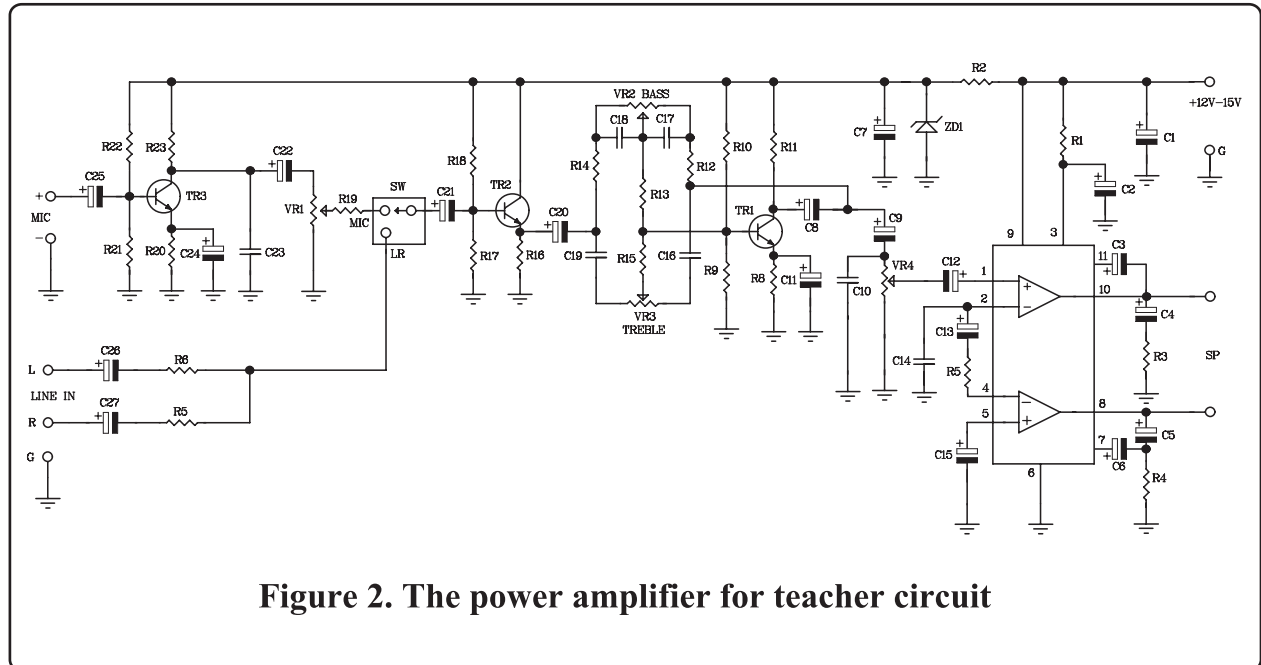 R2
VR2 BASS
+12V-15V
C18
C17
C7
ZD1
C1
R22
R23
C22
R18
R14
R12
R10
R11
R1
G
C25
C2
+
MIC
-
TR3
VR1
R19
SW
MIC
LR
C21
TR2
C20
R13
TR1
C8
C9
R21
R20
C24
C23
R17
R16
C19
R15
C16
R9
R8
C11
C10
VR4
C12
9
3
11
C3
1
2
+
-
10
C4
VR3
TREBLE
C13
C14
R5
R3
SP
L
C26
R6
LINE IN
R
C27
R5
G
4
5
-
+
8
7
C5
C6
C15
6
R4
Figure 2. The power amplifier for teacher circuit